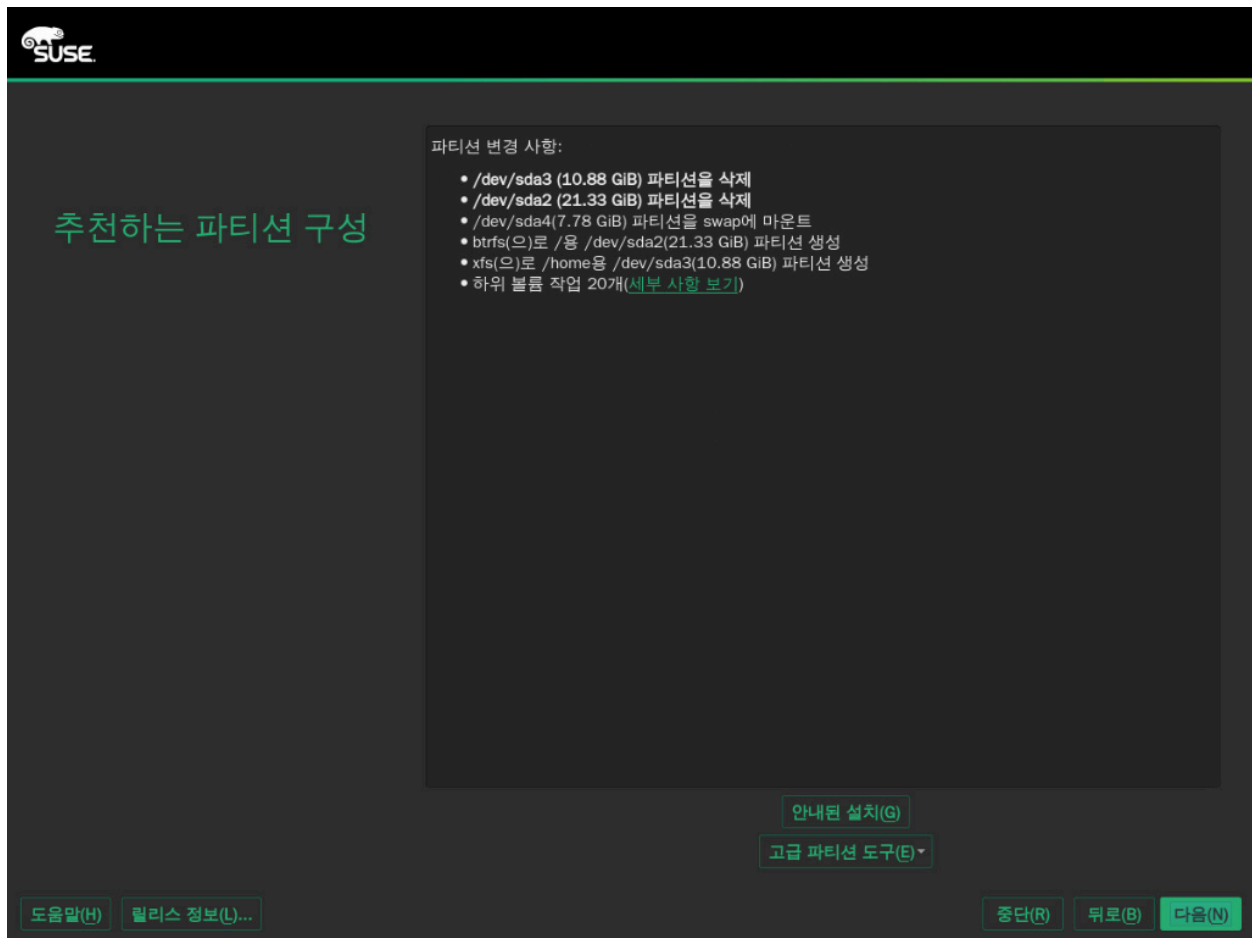 SUSE.
추천하는 파티션 구성
파티션 변경 사항:
• /dev/sda3 (10.88 GiB) 파티션을 삭제
• /dev/sda2 (21.33 GiB) 파티션을 삭제
• /dev/sda4(7.78 GiB) 파티션을 swap에 마운트
• btrfs(으)로 /용 /dev/sda2(21.33 GiB) 파티션 생성
• xfs(으)로 /home용 /dev/sda3(10.88 GiB) 파티션 생성
• 하위 볼륨 작업 20개(세부 사항 보기)
안내된 설치(G)
고급 파티션 도구(E)
도움말(H) 릴리스 정보(L)... 중단(R) 뒤로(B) 다음(N)